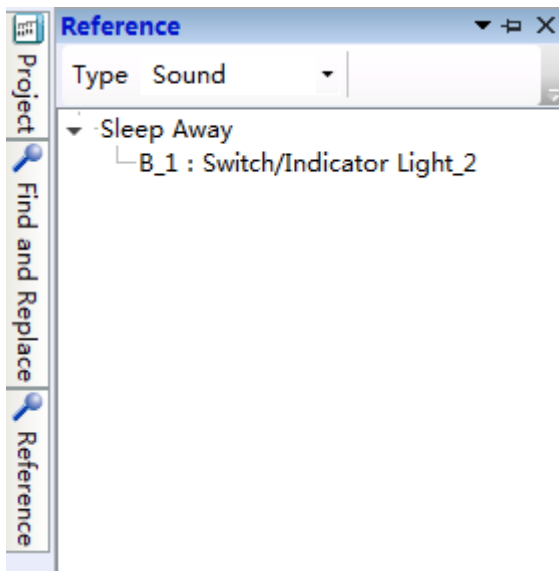 Reference
Type Sound
Sleep Away
B_1 : Switch/Indicator Light_2
Project
Find and Replace
Reference